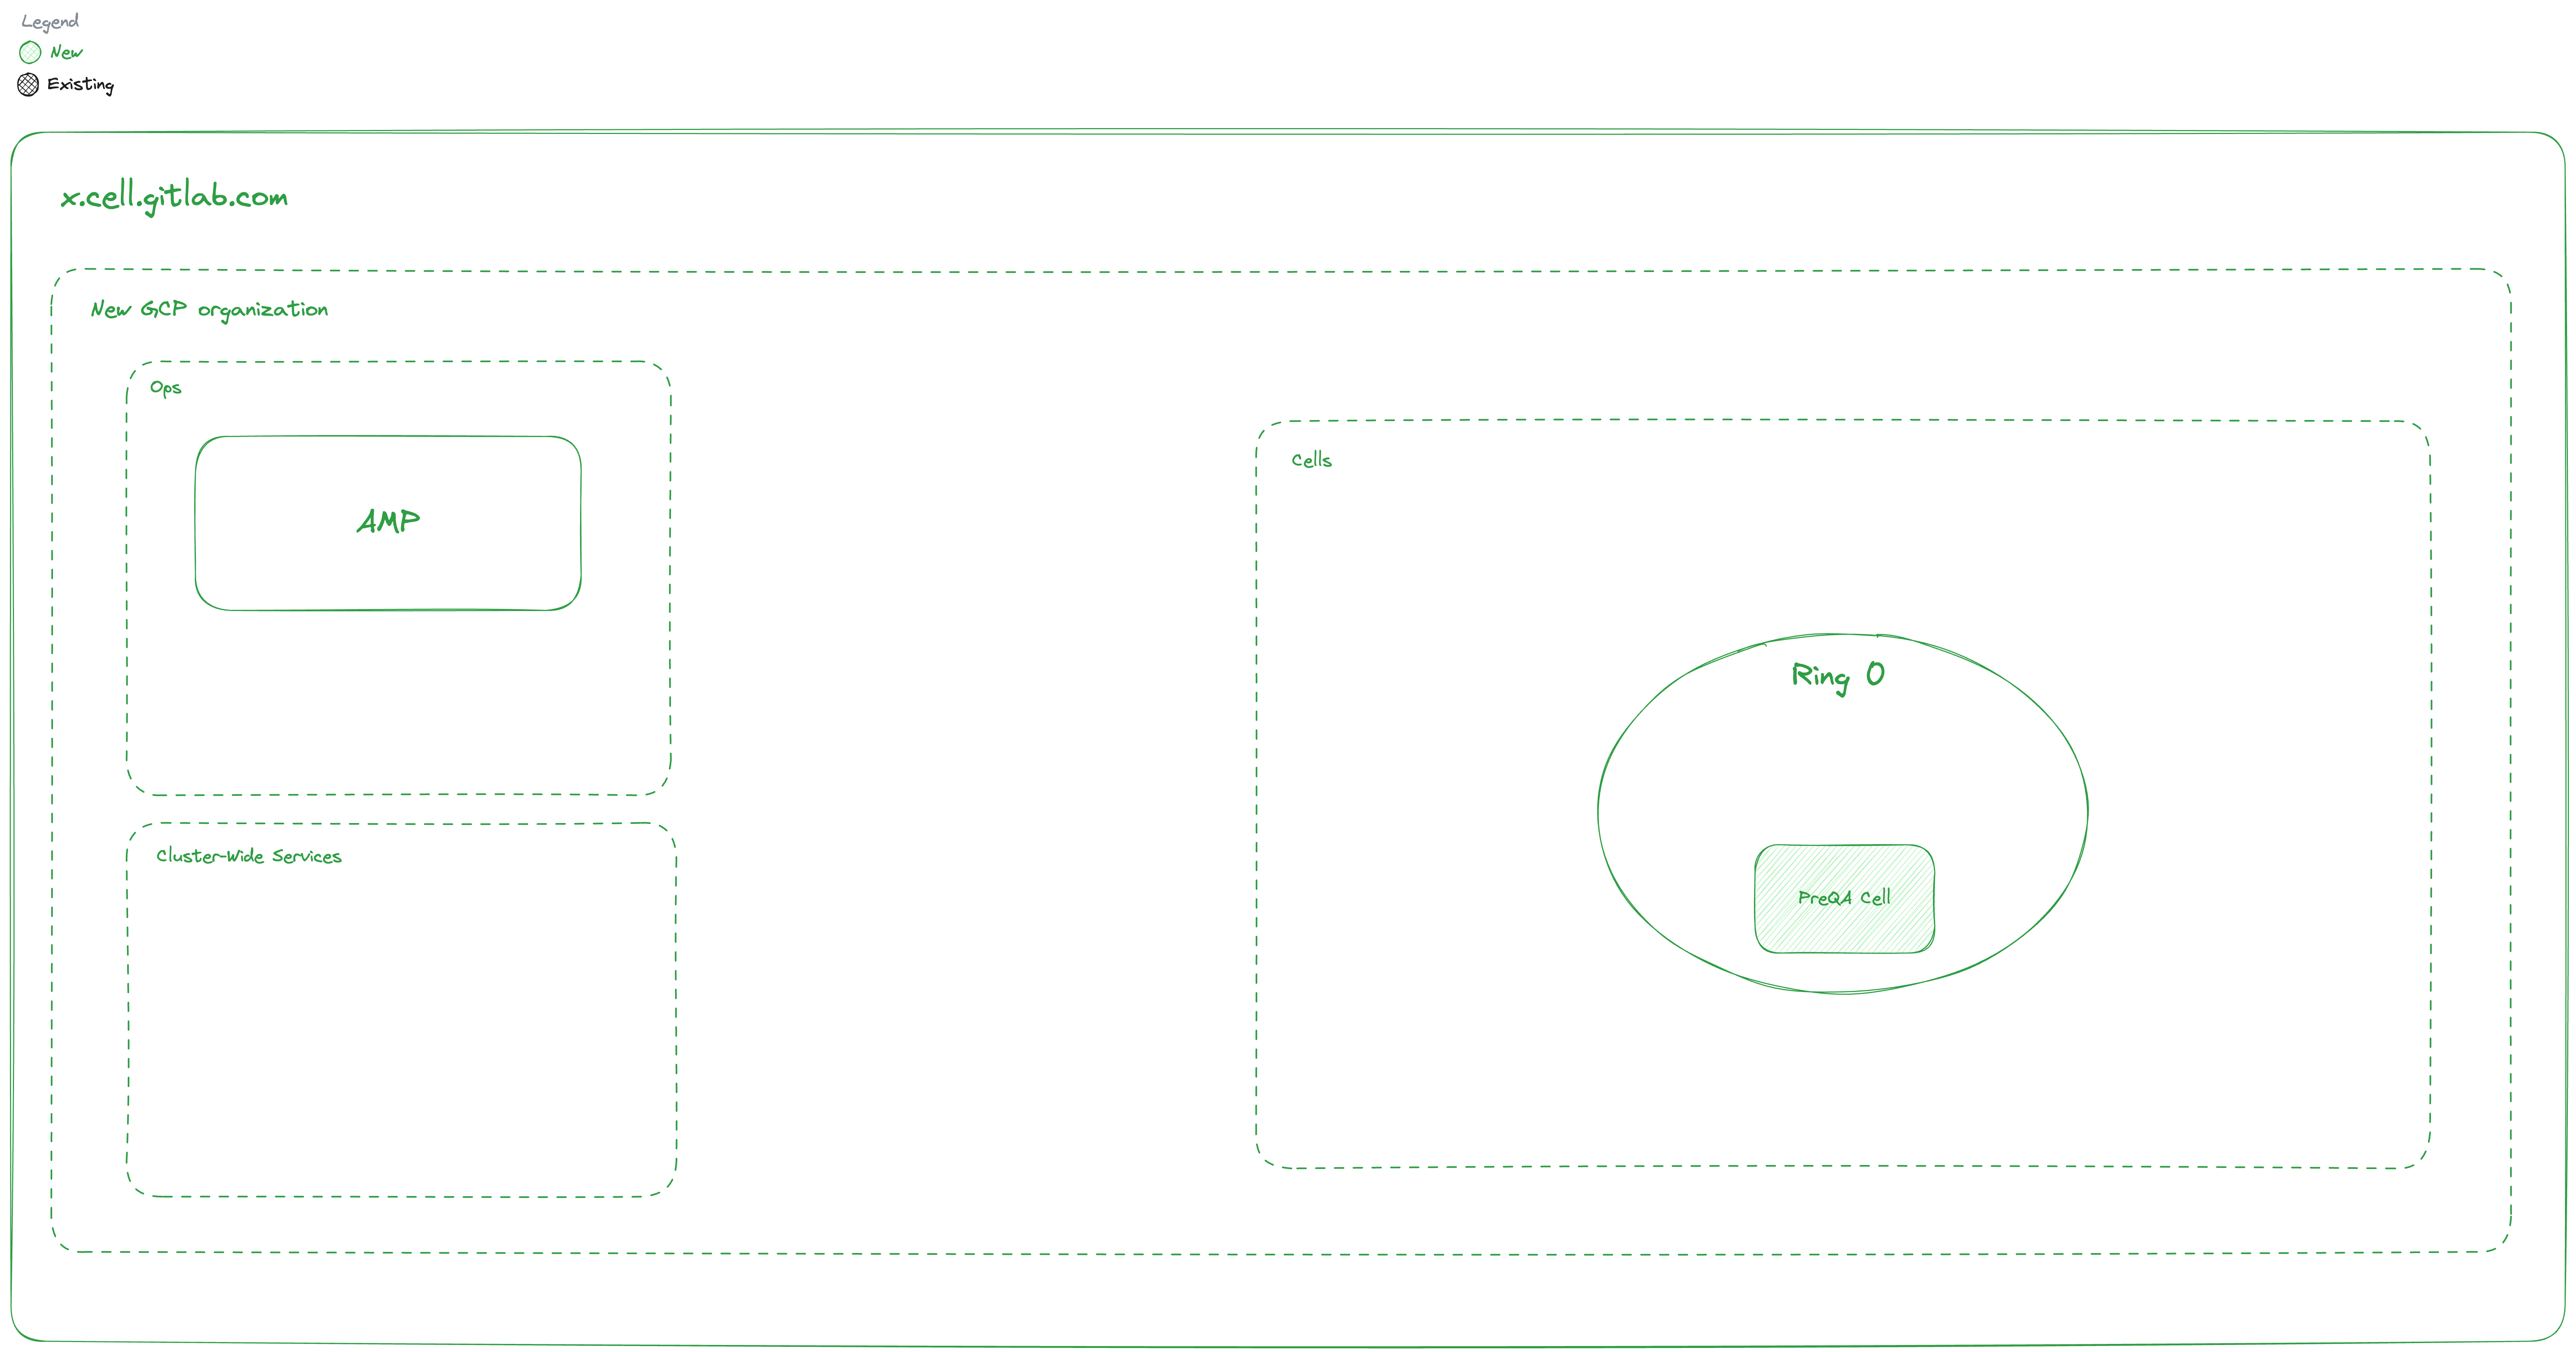 Legend
New
Existing
x.cell.gitlab.com
New GCP organization
Ops
AMP
Cells
Ring 0
Cluster-Wide Services
PreQA Cell